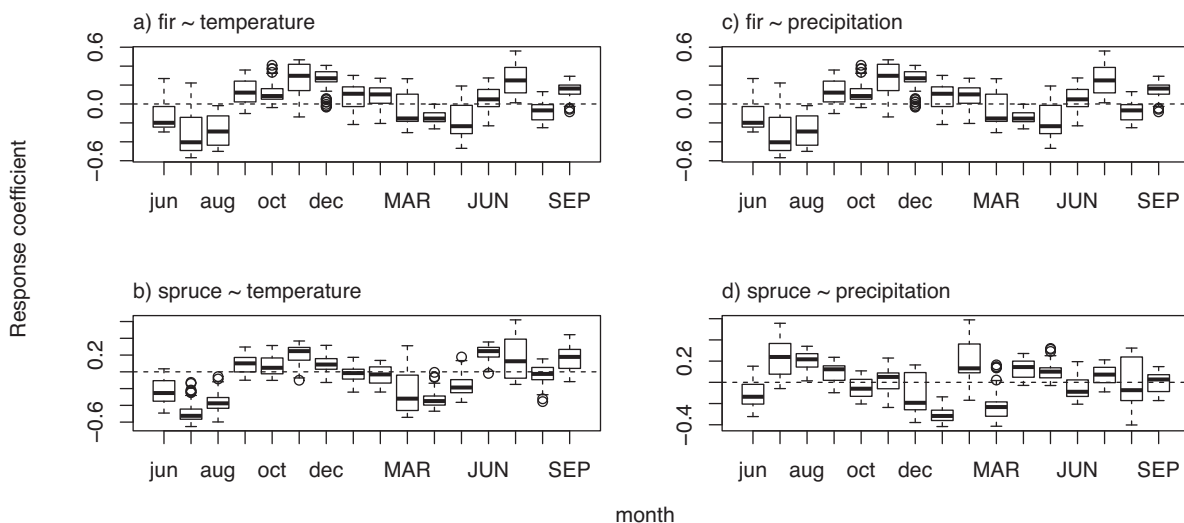 Response coefficient
a) fir ~ temperature
0.6
0.0
−0.6
jun aug oct dec MAR JUN SEP
c) fir ~ precipitation
0.6
0.0
−0.6
jun aug oct dec MAR JUN SEP
b) spruce ~ temperature
0.2
−0.6
jun aug oct dec MAR JUN SEP
d) spruce ~ precipitation
0.2
−0.4
jun aug oct dec MAR JUN SEP
month